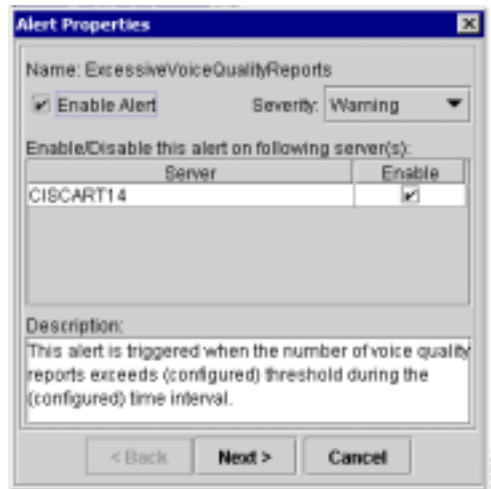 Alert Properties
Name: ExcessiveVoiceQualityReports
Enable Alert Severity: Warning
Enable/Disable this alert on following server(s):
Server Enable
CISCART14
Description:
This alert is triggered when the number of voice quality
reports exceeds (configured) threshold during the
(configured) time interval.
< Back Next > Cancel